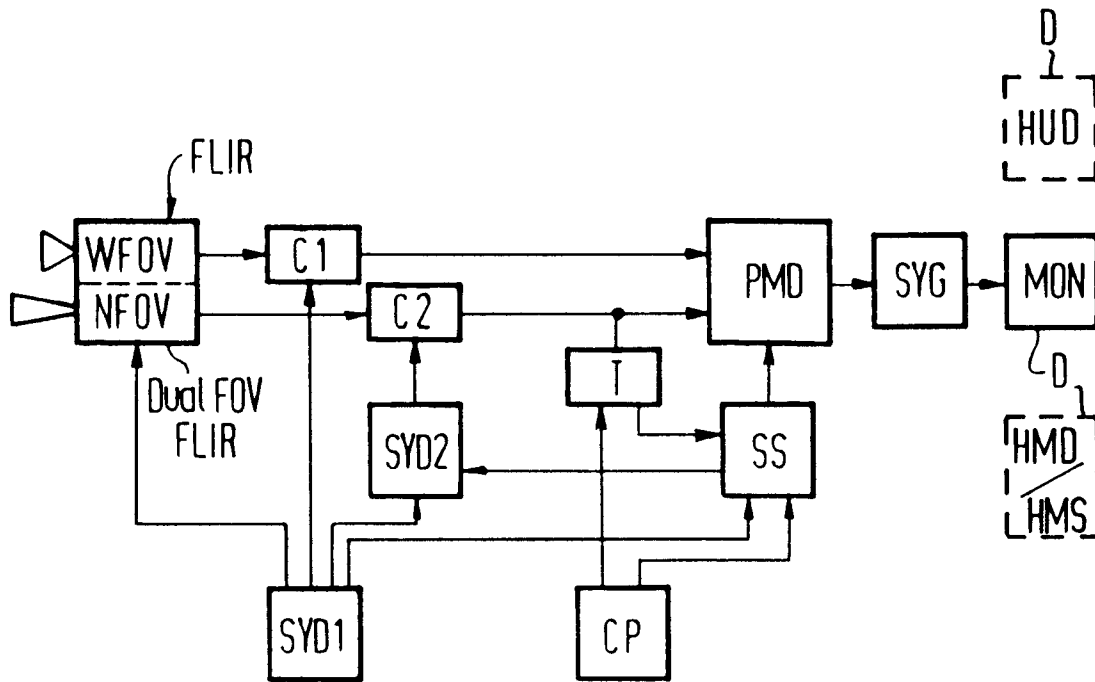 D
HUD
FLIR
WFOV
NFOV
C1
C2
PMD
SYG
MON
Dual FOV
FLIR
T
D
SYD2
SS
HMD
HMS
SYD1
CP